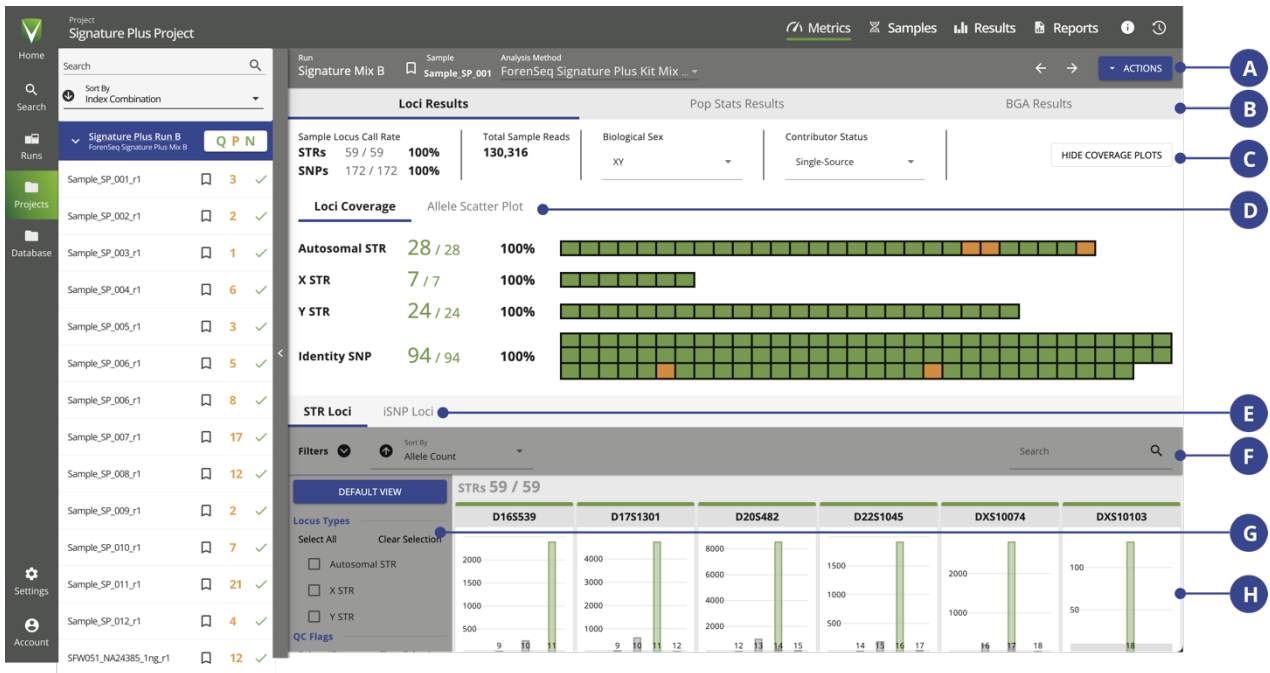 Project
Signature Plus Project
Metrics
Samples
Results
Reports
Home
Search
Runs
Projects
Database
Settings
Account
Search
Sort By
Index Combination
Signature Plus Run B
ForenSeq Signature Plus Mix B
Q P N
Sample_SP_001_r1 3
Sample_SP_002_r1 2
Sample_SP_003_r1 1
Sample_SP_004_r1 6
Sample_SP_005_r1 3
Sample_SP_006_r1 5
Sample_SP_006_r1 8
Sample_SP_007_r1 17
Sample_SP_008_r1 12
Sample_SP_009_r1 2
Sample_SP_010_r1 7
Sample_SP_011_r1 21
Sample_SP_012_r1 4
SFW051_NA24385_1ng_r1 12
Run
Signature Mix B
Sample
Sample_SP_001
Analysis Method
ForenSeq Signature Plus Kit Mix ...
ACTIONS
A
Loci Results
Pop Stats Results
BGA Results
B
Sample Locus Call Rate
STRs 59 / 59 100%
SNPs 172 / 172 100%
Total Sample Reads
130,316
Biological Sex
XY
Contributor Status
Single-Source
HIDE COVERAGE PLOTS
C
Loci Coverage
Allele Scatter Plot
D
Autosomal STR 28 / 28 100%
X STR 7 / 7 100%
Y STR 24 / 24 100%
Identity SNP 94 / 94 100%
STR Loci
iSNP Loci
E
Filters
Sort By
Allele Count
Search
F
DEFAULT VIEW
Locus Types
Select All Clear Selection
Autosomal STR
X STR
Y STR
QC Flags
G
STRs 59 / 59
D16S539
2000
1500
1000
500
9 10 11
D17S1301
4000
3000
2000
1000
9 10 11 12
D20S482
8000
6000
4000
2000
12 13 14 15
D22S1045
1500
1000
500
14 15 16 17
DXS10074
2000
1000
16 17 18
DXS10103
100
50
18
H